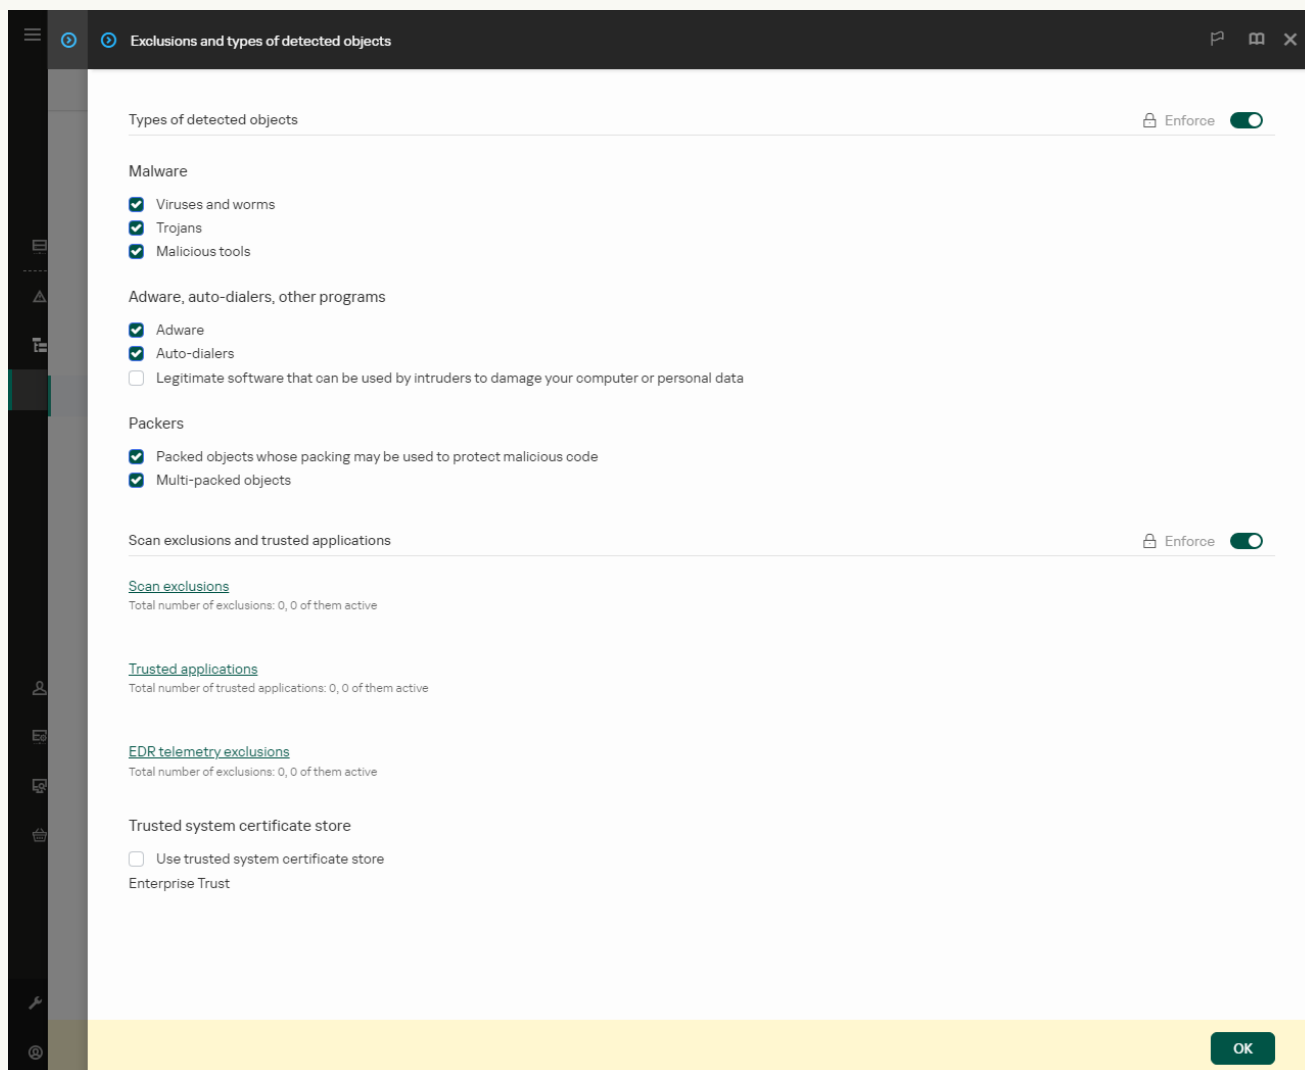 Exclusions and types of detected objects
Types of detected objects
Enforce
Malware
Viruses and worms
Trojans
Malicious tools
Adware, auto-dialers, other programs
Adware
Auto-dialers
Legitimate software that can be used by intruders to damage your computer or personal data
Packers
Packed objects whose packing may be used to protect malicious code
Multi-packed objects
Scan exclusions and trusted applications
Enforce
Scan exclusions
Total number of exclusions: 0, 0 of them active
Trusted applications
Total number of trusted applications: 0, 0 of them active
EDR telemetry exclusions
Total number of exclusions: 0, 0 of them active
Trusted system certificate store
Use trusted system certificate store
Enterprise Trust
OK